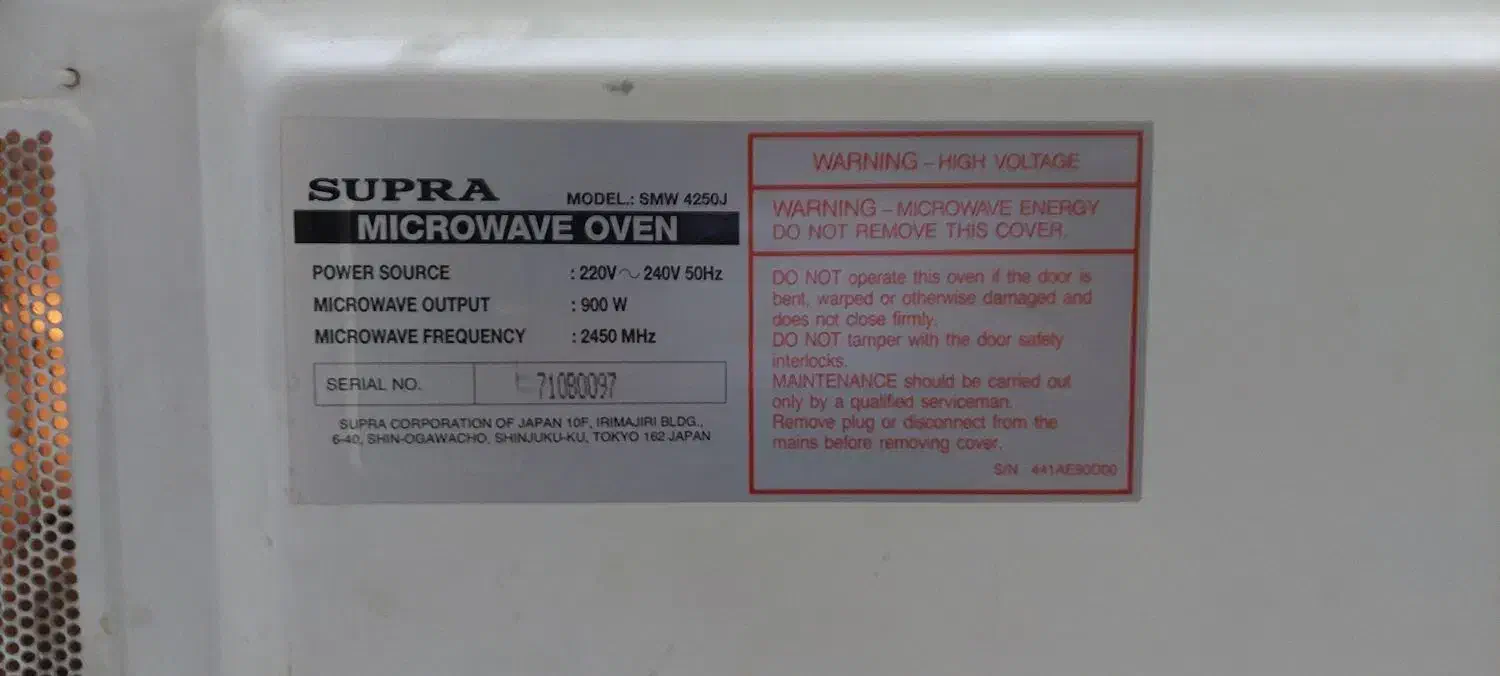 SUPRA
MODEL.: SMW 4250J
MICROWAVE OVEN
POWER SOURCE : 220V~240V 50Hz
MICROWAVE OUTPUT : 900 W
MICROWAVE FREQUENCY : 2450 MHz
SERIAL NO. 710B0097
SUPRA CORPORATION OF JAPAN 10F, IRIMAJIRI BLDG.,
6-40, SHIN-OGAWACHO, SHINJUKU-KU, TOKYO 162 JAPAN
WARNING – HIGH VOLTAGE
WARNING – MICROWAVE ENERGY
DO NOT REMOVE THIS COVER.
DO NOT operate this oven if the door is
bent, warped or otherwise damaged and
does not close firmly.
DO NOT tamper with the door safety
interlocks.
MAINTENANCE should be carried out
only by a qualified serviceman.
Remove plug or disconnect from the
mains before removing cover.
S/N